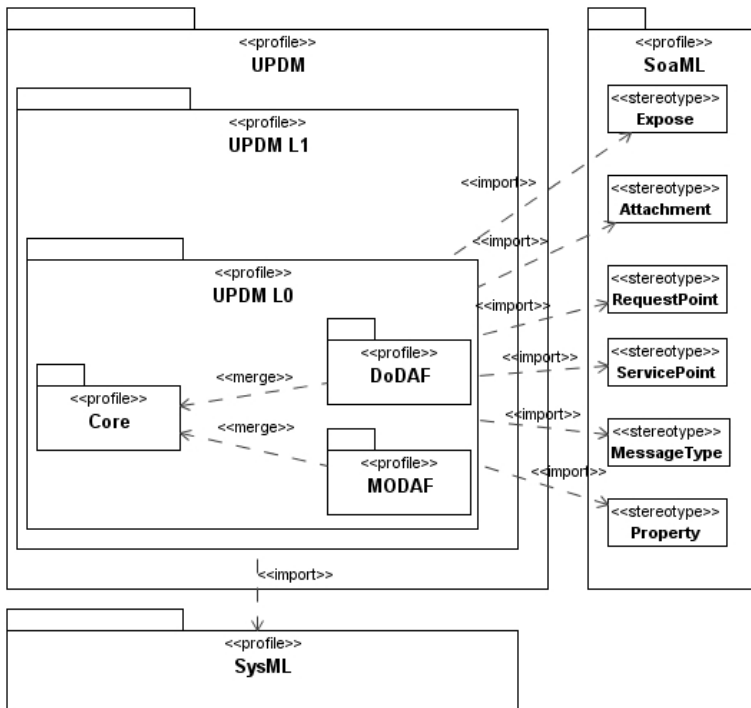 <<profile>>
UPDM
<<profile>>
UPDM L1
<<profile>>
UPDM L0
<<profile>>
DoDAF
<<merge>>
<<profile>>
Core
<<merge>>
<<profile>>
MODAF
<<import>>
<<import>>
<<import>>
<<import>>
<<import>>
<<import>>
<<profile>>
SoaML
<<stereotype>>
Expose
<<stereotype>>
Attachment
<<stereotype>>
RequestPoint
<<stereotype>>
ServicePoint
<<stereotype>>
MessageType
<<stereotype>>
Property
<<import>>
<<profile>>
SysML